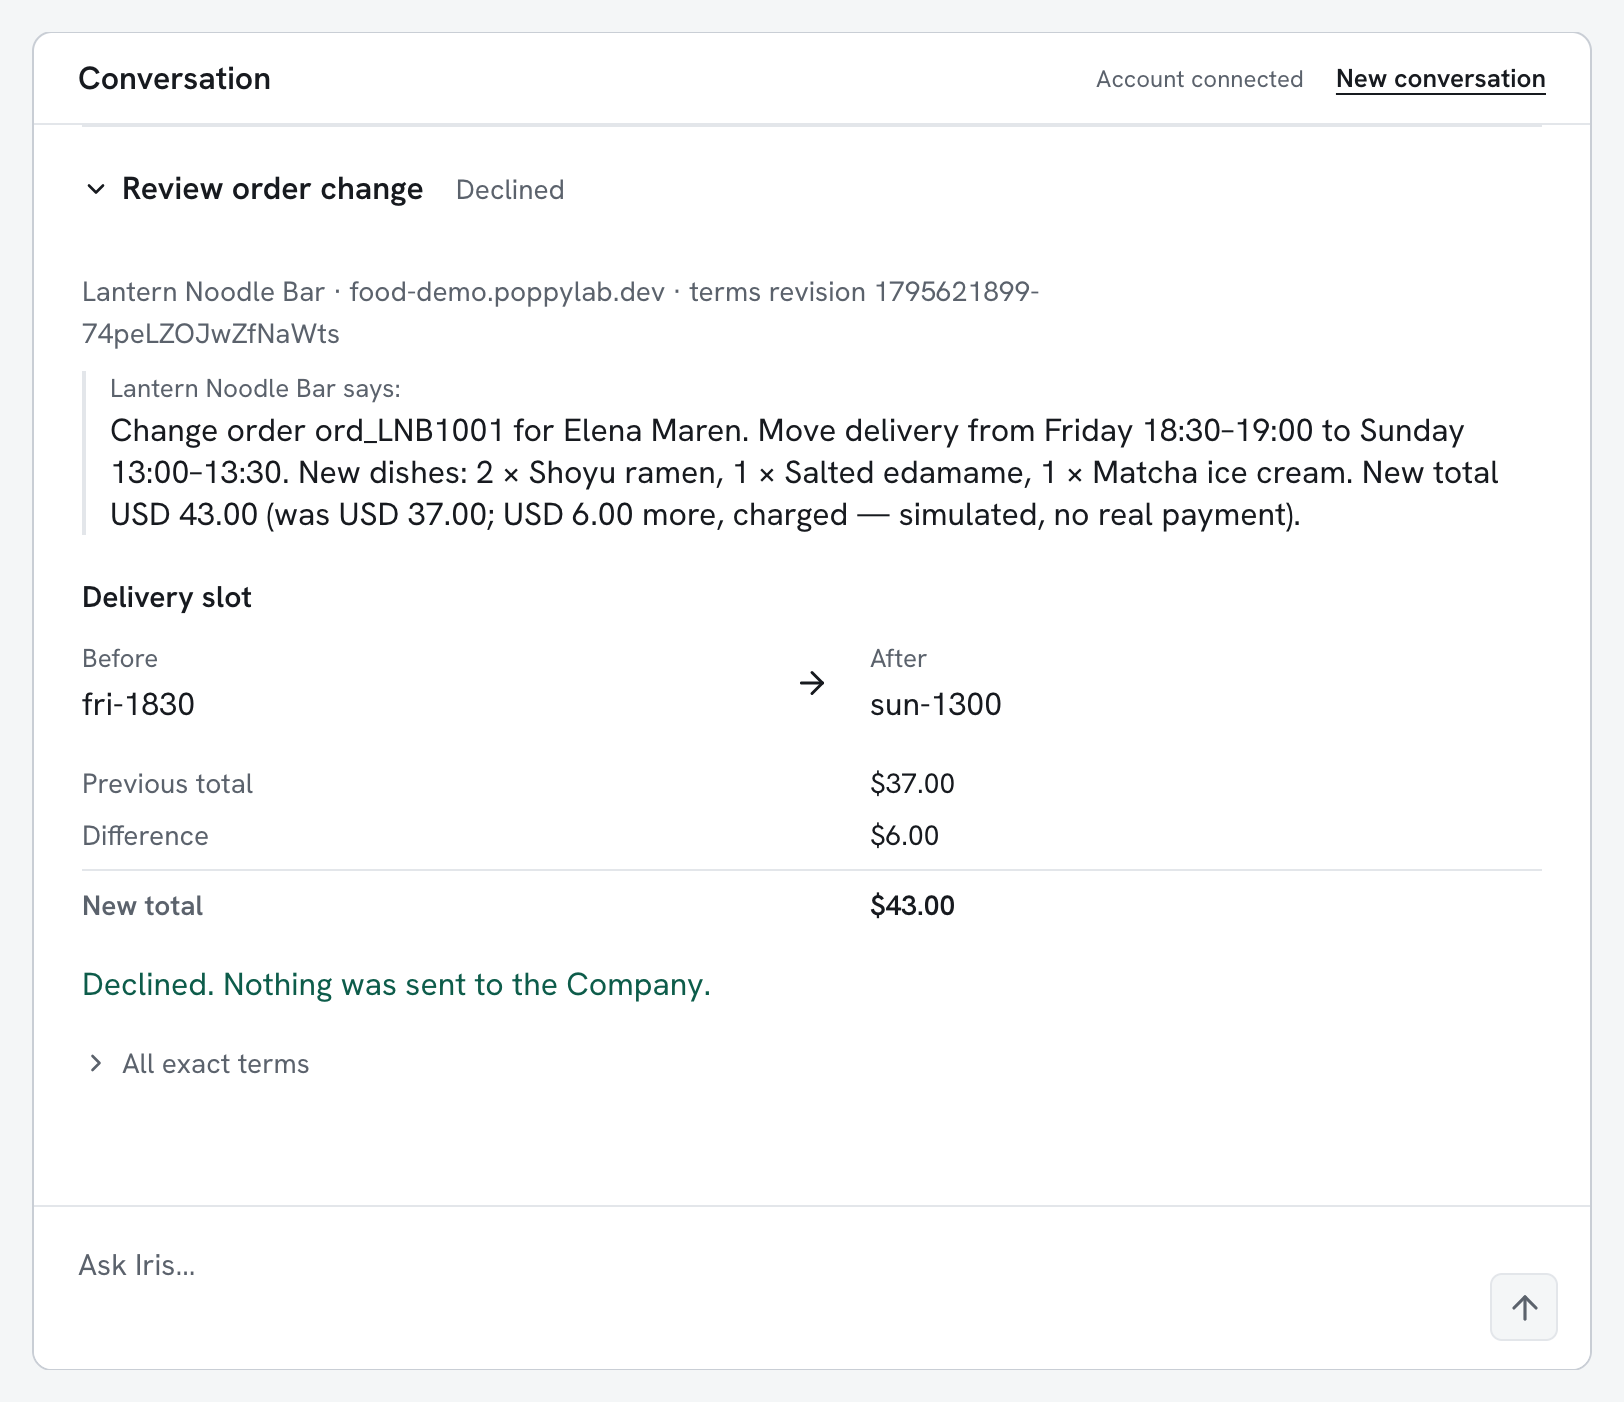 Conversation
Account connected
New conversation
Review order change
Declined
Lantern Noodle Bar · food-demo.poppylab.dev · terms revision 1795621899-
74peLZOJwZfNaWts
Lantern Noodle Bar says:
Change order ord_LNB1001 for Elena Maren. Move delivery from Friday 18:30–19:00 to Sunday
13:00–13:30. New dishes: 2 × Shoyu ramen, 1 × Salted edamame, 1 × Matcha ice cream. New total
USD 43.00 (was USD 37.00; USD 6.00 more, charged — simulated, no real payment).
Delivery slot
Before
fri-1830
After
sun-1300
Previous total $37.00
Difference $6.00
New total $43.00
Declined. Nothing was sent to the Company.
All exact terms
Ask Iris...